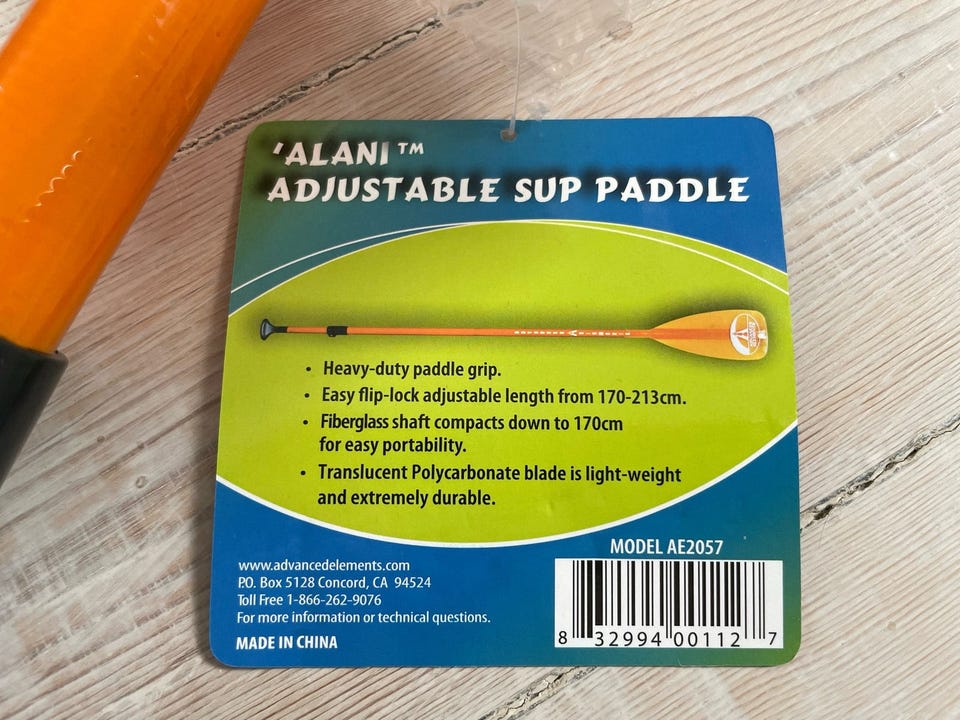 'ALANI™
ADJUSTABLE SUP PADDLE
• Heavy-duty paddle grip.
• Easy flip-lock adjustable length from 170-213cm.
• Fiberglass shaft compacts down to 170cm
for easy portability.
• Translucent Polycarbonate blade is light-weight
and extremely durable.
MODEL AE2057
www.advancedelements.com
P.O. Box 5128 Concord, CA 94524
Toll Free 1-866-262-9076
For more information or technical questions.
MADE IN CHINA
8 32994 00112 7